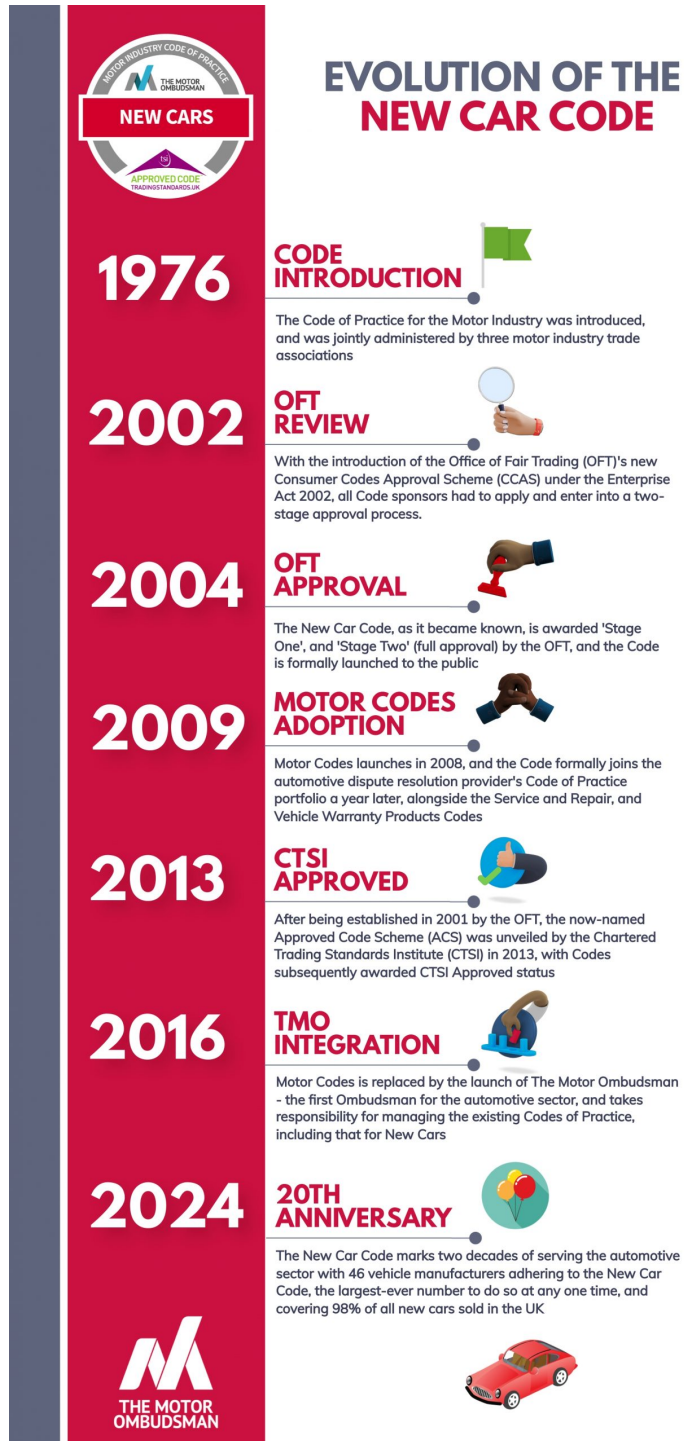 MOTOR INDUSTRY CODE OF PRACTICE
THE MOTOR
OMBUDSMAN
NEW CARS
tsi
APPROVED CODE
TRADINGSTANDARDS.UK
EVOLUTION OF THE
NEW CAR CODE
1976
CODE
INTRODUCTION
The Code of Practice for the Motor Industry was introduced,
and was jointly administered by three motor industry trade
associations
2002
OFT
REVIEW
With the introduction of the Office of Fair Trading (OFT)'s new
Consumer Codes Approval Scheme (CCAS) under the Enterprise
Act 2002, all Code sponsors had to apply and enter into a two-
stage approval process.
2004
OFT
APPROVAL
The New Car Code, as it became known, is awarded 'Stage
One', and 'Stage Two' (full approval) by the OFT, and the Code
is formally launched to the public
2009
MOTOR CODES
ADOPTION
Motor Codes launches in 2008, and the Code formally joins the
automotive dispute resolution provider's Code of Practice
portfolio a year later, alongside the Service and Repair, and
Vehicle Warranty Products Codes
2013
CTSI
APPROVED
After being established in 2001 by the OFT, the now-named
Approved Code Scheme (ACS) was unveiled by the Chartered
Trading Standards Institute (CTSI) in 2013, with Codes
subsequently awarded CTSI Approved status
2016
TMO
INTEGRATION
Motor Codes is replaced by the launch of The Motor Ombudsman
- the first Ombudsman for the automotive sector, and takes
responsibility for managing the existing Codes of Practice,
including that for New Cars
2024
20TH
ANNIVERSARY
The New Car Code marks two decades of serving the automotive
sector with 46 vehicle manufacturers adhering to the New Car
Code, the largest-ever number to do so at any one time, and
covering 98% of all new cars sold in the UK
THE MOTOR
OMBUDSMAN